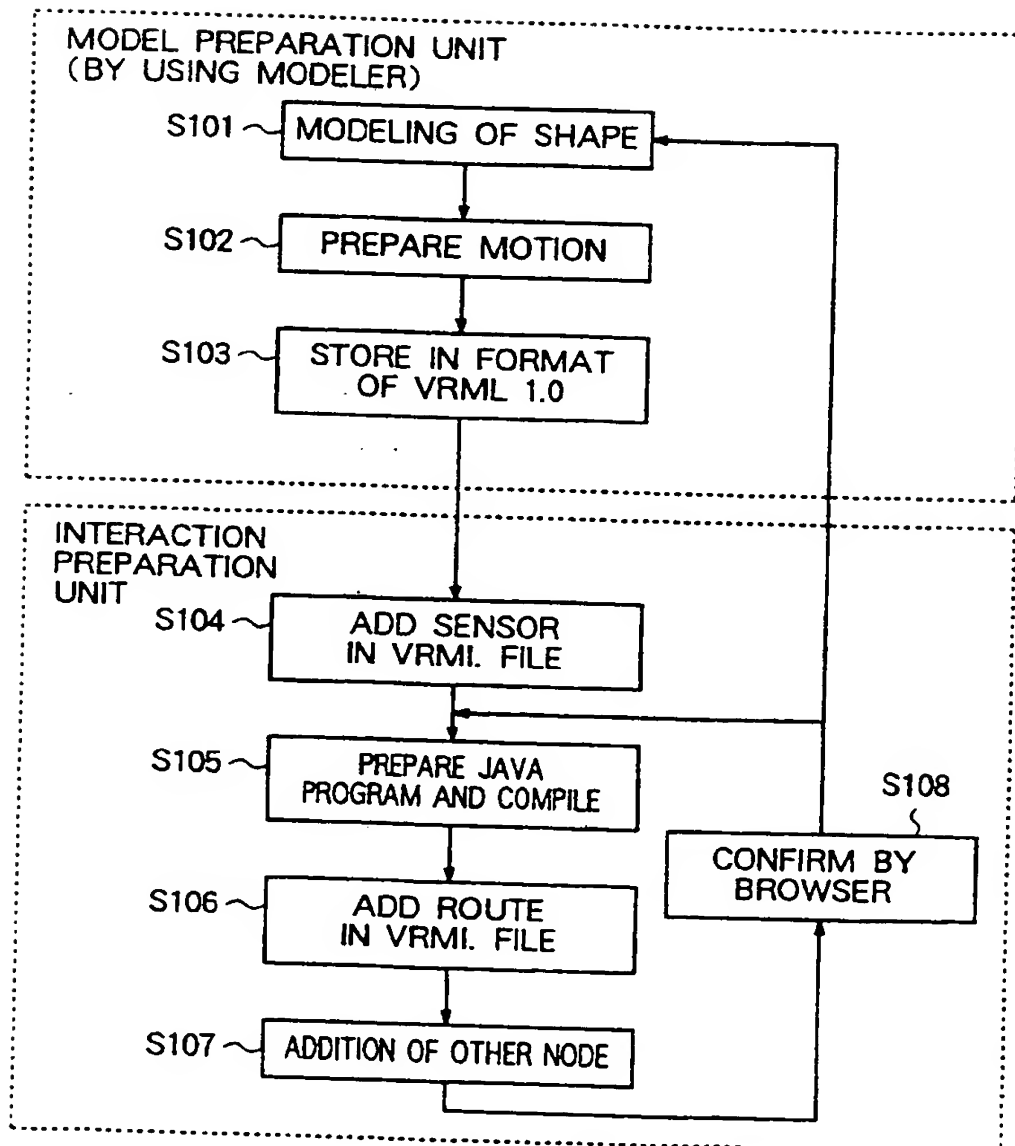 MODEL PREPARATION UNIT
(BY USING MODELER)
S101
MODELING OF SHAPE
S102
PREPARE MOTION
S103
STORE IN FORMAT
OF VRML 1.0
INTERACTION
PREPARATION
UNIT
S104
ADD SENSOR
IN VRMI. FILE
S105
PREPARE JAVA
PROGRAM AND COMPILE
S108
CONFIRM BY
BROWSER
S106
ADD ROUTE
IN VRMI. FILE
S107
ADDITION OF OTHER NODE